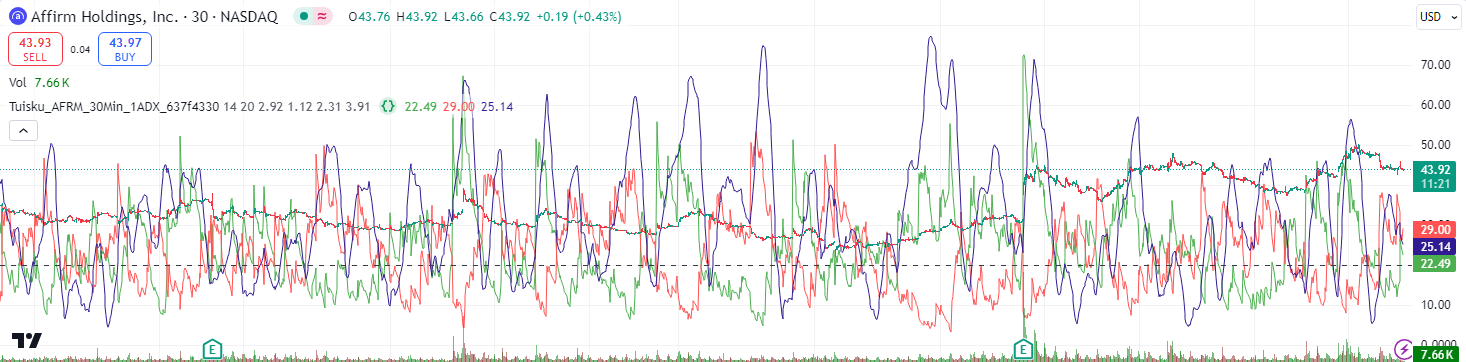 Affirm Holdings, Inc. · 30 · NASDAQ O43.76 H43.92 L43.66 C43.92 +0.19 (+0.43%) USD
43.93 SELL 0.04 43.97 BUY
Vol 7.66 K
Tuisku_AFRM_30Min_1ADX_637f4330 14 20 2.92 1.12 2.31 3.91 {} 22.49 29.00 25.14
70.00
60.00
50.00
43.92
11:21
30.00
29.00
25.14
22.49
10.00
7.66 K
E E